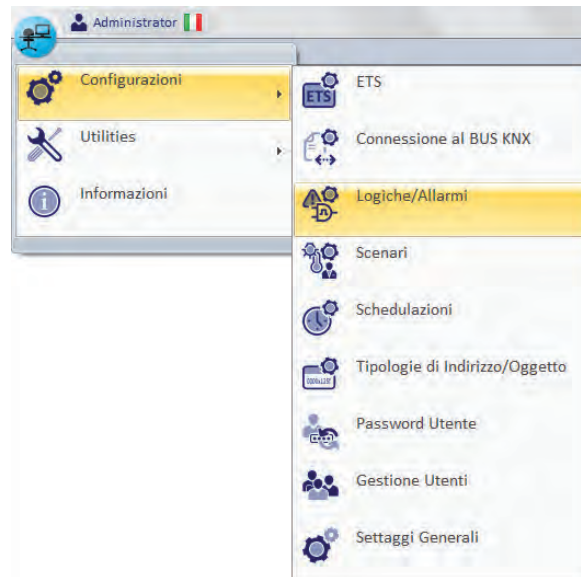 Administrator
Configurazioni
Utilities
Informazioni
ETS
ETS
Connessione al BUS KNX
Logiche/Allarmi
Scenari
Schedulazioni
Tipologie di Indirizzo/Oggetto
Password Utente
Gestione Utenti
Settaggi Generali